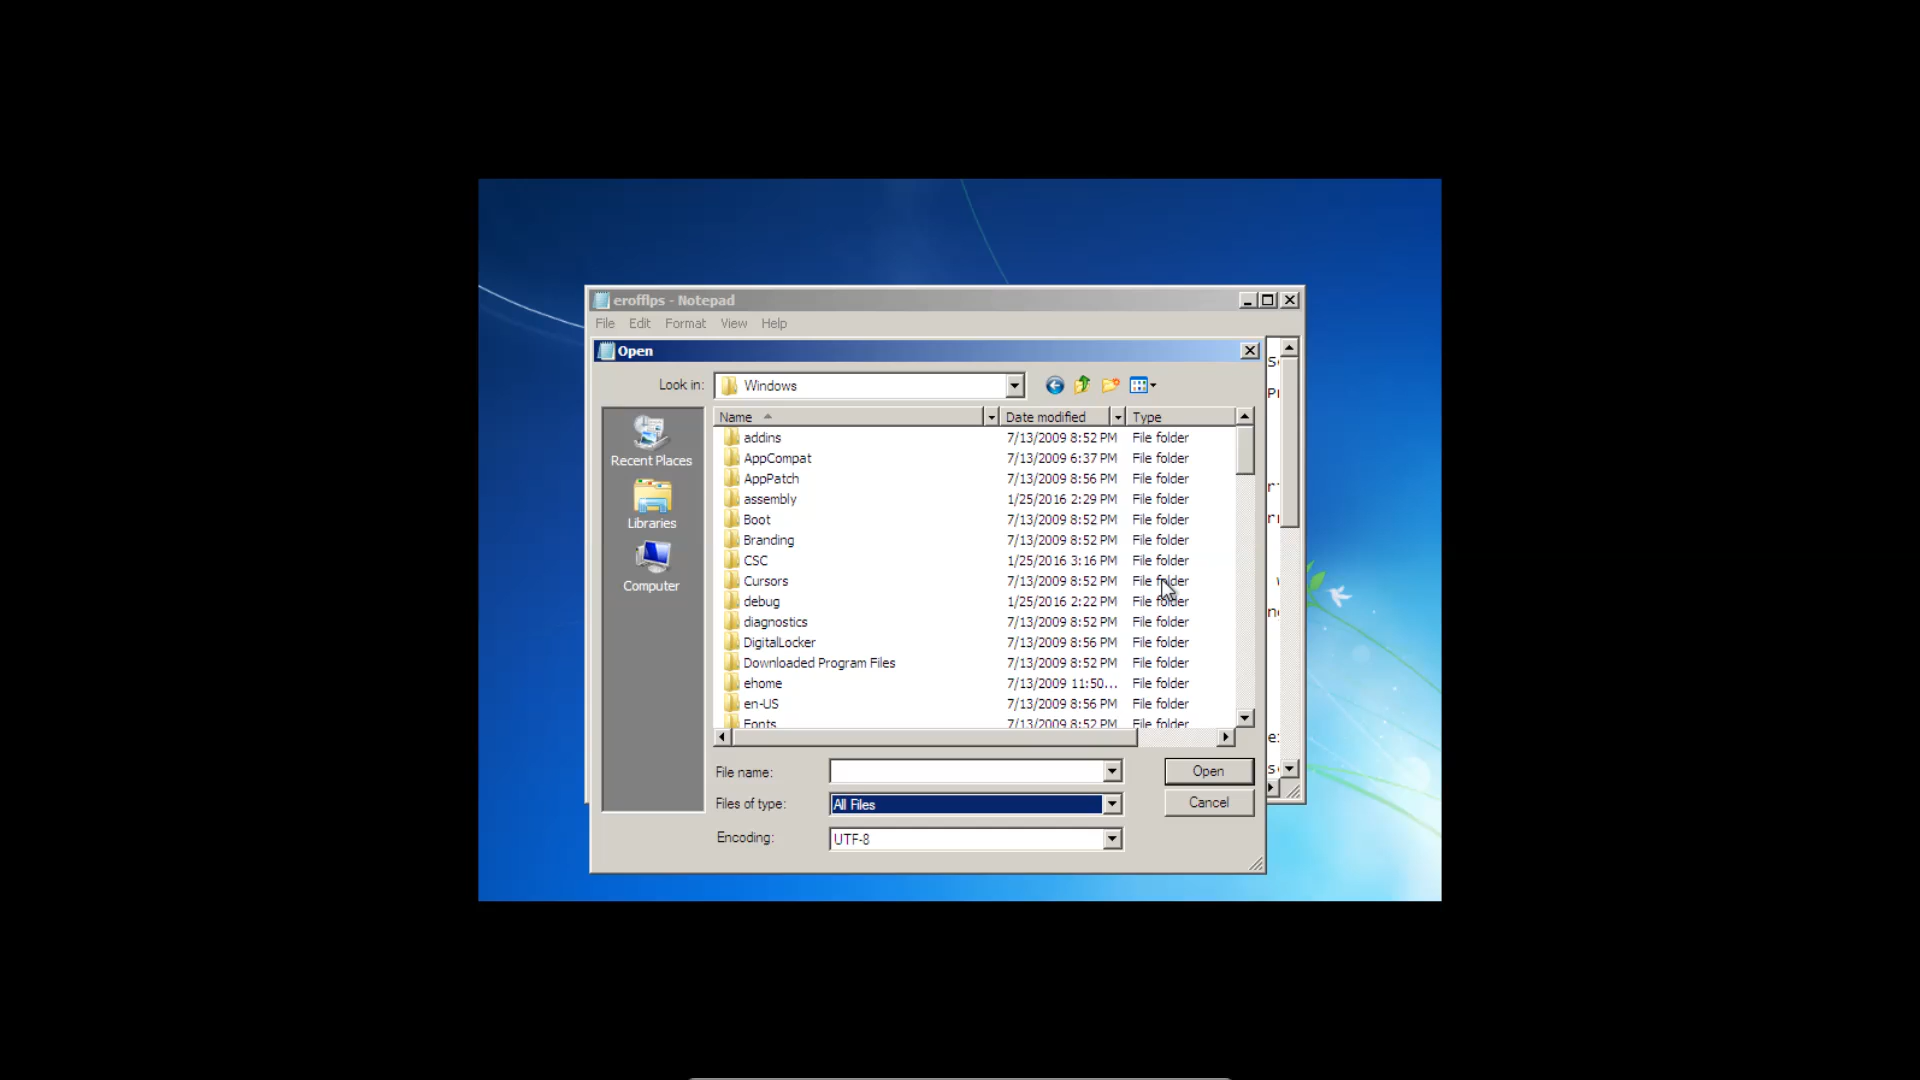 erofflps - Notepad
File Edit Format View Help
Open
Look in: Windows
Recent Places
Libraries
Computer
Name Date modified Type
addins 7/13/2009 8:52 PM File folder
AppCompat 7/13/2009 6:37 PM File folder
AppPatch 7/13/2009 8:56 PM File folder
assembly 1/25/2016 2:29 PM File folder
Boot 7/13/2009 8:52 PM File folder
Branding 7/13/2009 8:52 PM File folder
CSC 1/25/2016 3:16 PM File folder
Cursors 7/13/2009 8:52 PM File folder
debug 1/25/2016 2:22 PM File folder
diagnostics 7/13/2009 8:52 PM File folder
DigitalLocker 7/13/2009 8:56 PM File folder
Downloaded Program Files 7/13/2009 8:52 PM File folder
ehome 7/13/2009 11:50... File folder
en-US 7/13/2009 8:56 PM File folder
Fonts 7/13/2009 8:52 PM File folder
File name: Open
Files of type: All Files Cancel
Encoding: UTF-8